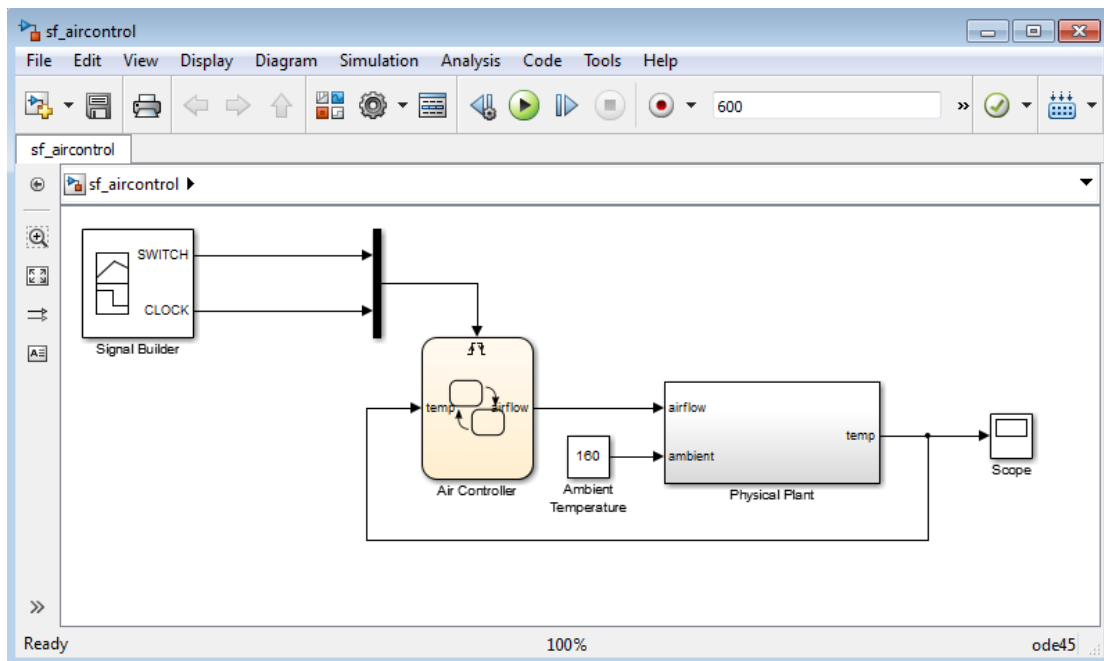 sf_aircontrol
File Edit View Display Diagram Simulation Analysis Code Tools Help
600
»
sf_aircontrol
sf_aircontrol
SWITCH
CLOCK
Signal Builder
temp
airflow
Air Controller
160
Ambient
Temperature
airflow
ambient
temp
Physical Plant
Scope
A
»
Ready 100% ode45